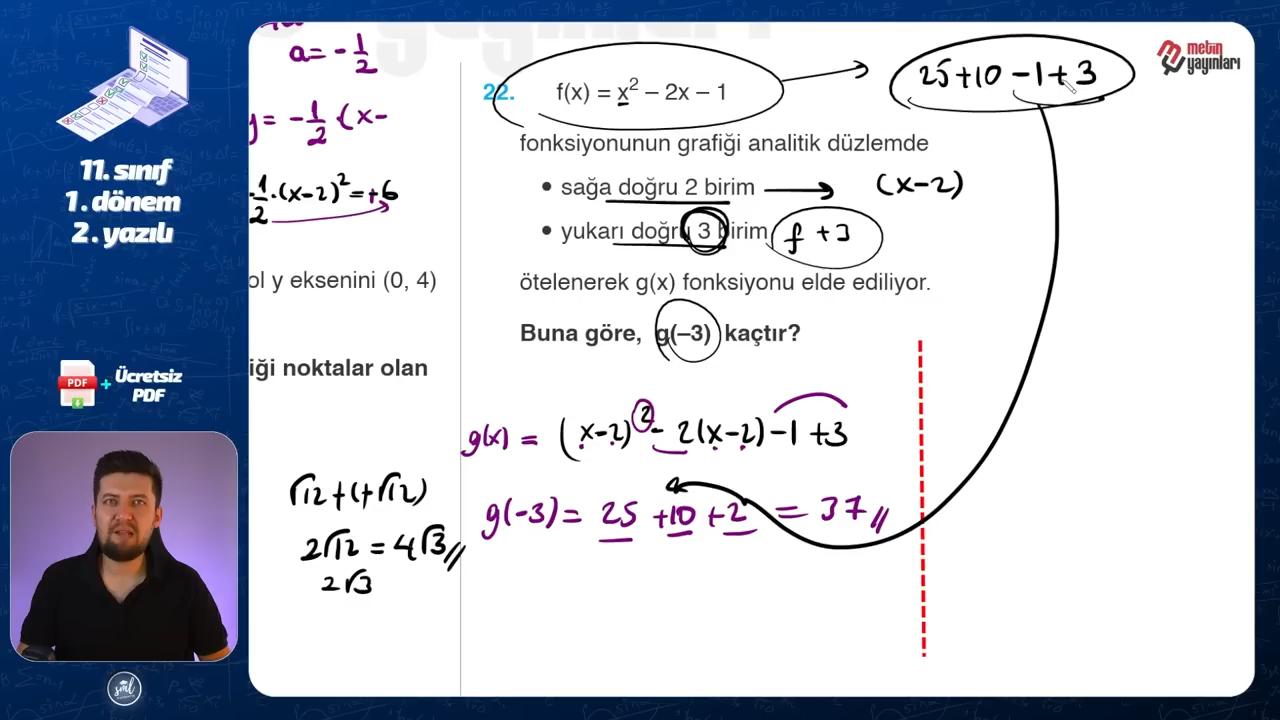 11. sınıf
1. dönem
2. yazılı
PDF
+ Ücretsiz
PDF
sml
a = -1/2
y = -1/2 (x-
1/2 · (x-2)² = +6
ol y eksenini (0, 4)
iği noktalar olan
√12 + (+√12)
2√12 = 4√3 //
2√3
metin
yayınları
22. f(x) = x² – 2x – 1
25+10 -1+3
fonksiyonunun grafiği analitik düzlemde
• sağa doğru 2 birim (x-2)
• yukarı doğru 3 birim f +3
ötelenerek g(x) fonksiyonu elde ediliyor.
Buna göre, g(–3) kaçtır?
g(x) = (x-2)² - 2(x-2) -1 +3
g(-3) = 25 +10 +2 = 37 //